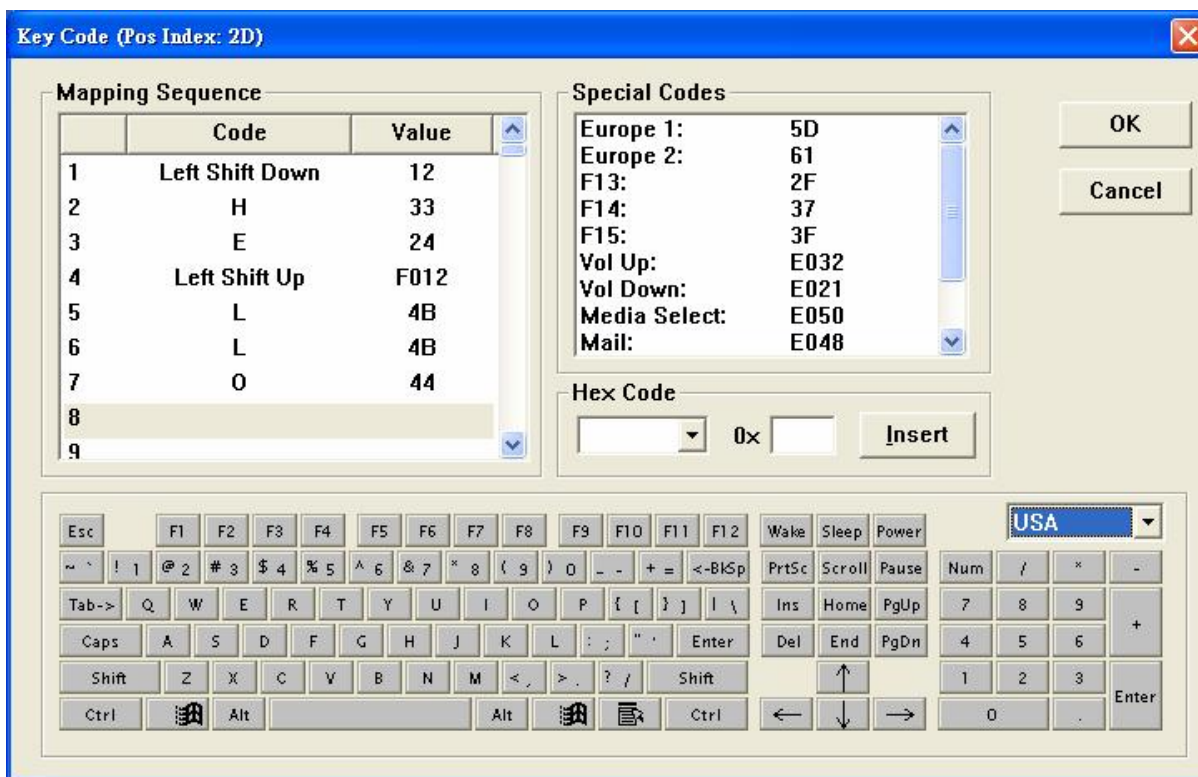 Key Code (Pos Index: 2D)
Mapping Sequence
Code Value
1 Left Shift Down 12
2 H 33
3 E 24
4 Left Shift Up F012
5 L 4B
6 L 4B
7 O 44
8
9
Special Codes
Europe 1: 5D
Europe 2: 61
F13: 2F
F14: 37
F15: 3F
Vol Up: E032
Vol Down: E021
Media Select: E050
Mail: E048
Hex Code
0x Insert
OK
Cancel
USA
Esc F1 F2 F3 F4 F5 F6 F7 F8 F9 F10 F11 F12 Wake Sleep Power
~ ` ! 1 @ 2 # 3 $ 4 % 5 ^ 6 & 7 * 8 ( 9 ) 0 _ - + = <-BkSp PrtSc Scroll Pause Num / * -
Tab-> Q W E R T Y U I O P { [ } ] | \ Ins Home PgUp 7 8 9 +
Caps A S D F G H J K L : ; " ' Enter Del End PgDn 4 5 6
Shift Z X C V B N M < , > . ? / Shift ↑ 1 2 3 Enter
Ctrl Alt Alt Ctrl ← ↓ → 0 .